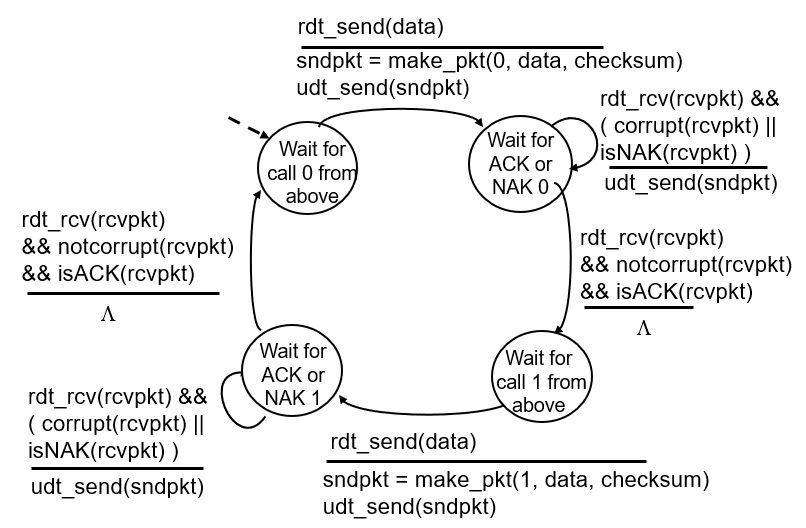 rdt_send(data)
sndpkt = make_pkt(0, data, checksum)
udt_send(sndpkt)
Wait for
call 0 from
above
Wait for
ACK or
NAK 0
rdt_rcv(rcvpkt) &&
( corrupt(rcvpkt) ||
isNAK(rcvpkt) )
udt_send(sndpkt)
rdt_rcv(rcvpkt)
&& notcorrupt(rcvpkt)
&& isACK(rcvpkt)
Λ
rdt_rcv(rcvpkt)
&& notcorrupt(rcvpkt)
&& isACK(rcvpkt)
Λ
Wait for
ACK or
NAK 1
Wait for
call 1 from
above
rdt_rcv(rcvpkt) &&
( corrupt(rcvpkt) ||
isNAK(rcvpkt) )
udt_send(sndpkt)
rdt_send(data)
sndpkt = make_pkt(1, data, checksum)
udt_send(sndpkt)